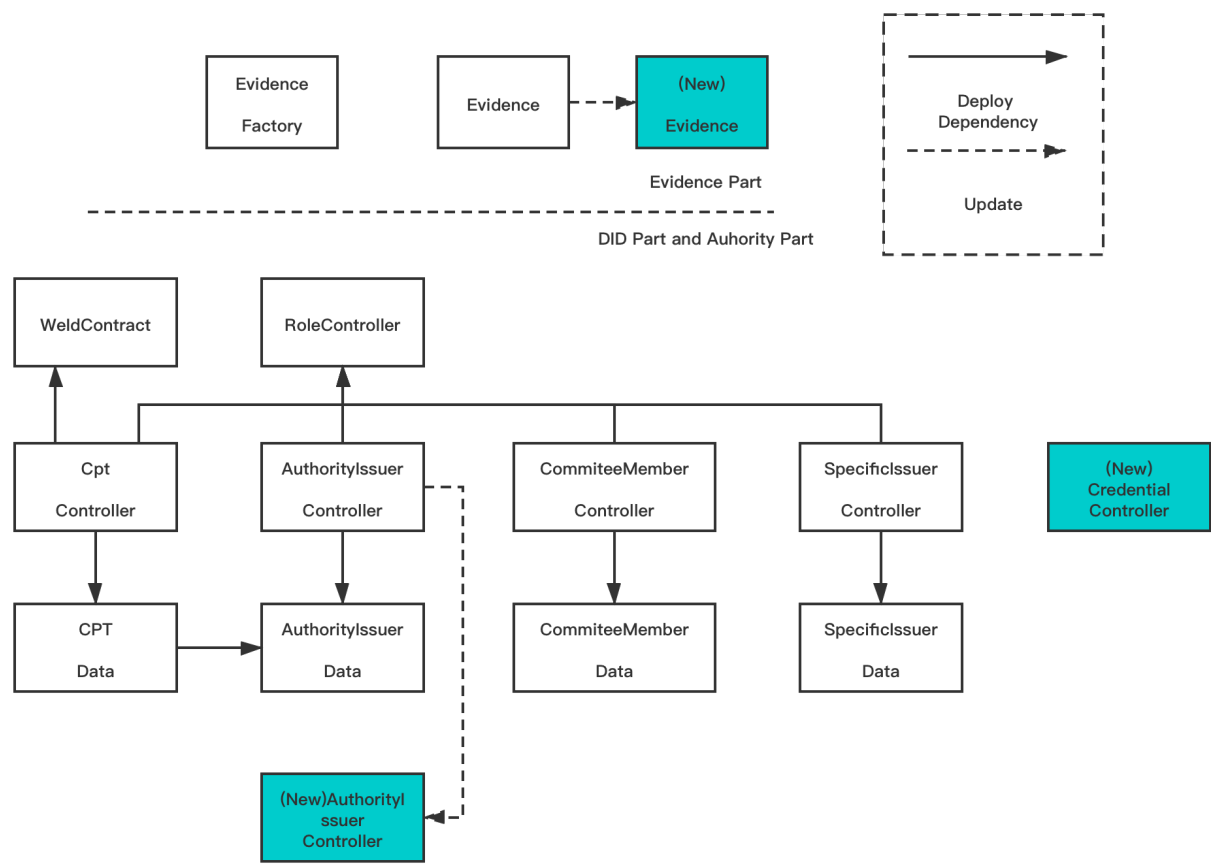 Evidence
Factory
Evidence
(New)
Evidence
Deploy
Dependency
Update
Evidence Part
DID Part and Auhority Part
WeIdContract
RoleController
Cpt
Controller
AuthorityIssuer
Controller
CommiteeMember
Controller
SpecificIssuer
Controller
(New)
Credential
Controller
CPT
Data
AuthorityIssuer
Data
CommiteeMember
Data
SpecificIssuer
Data
(New)AuthorityI
ssuer
Controller